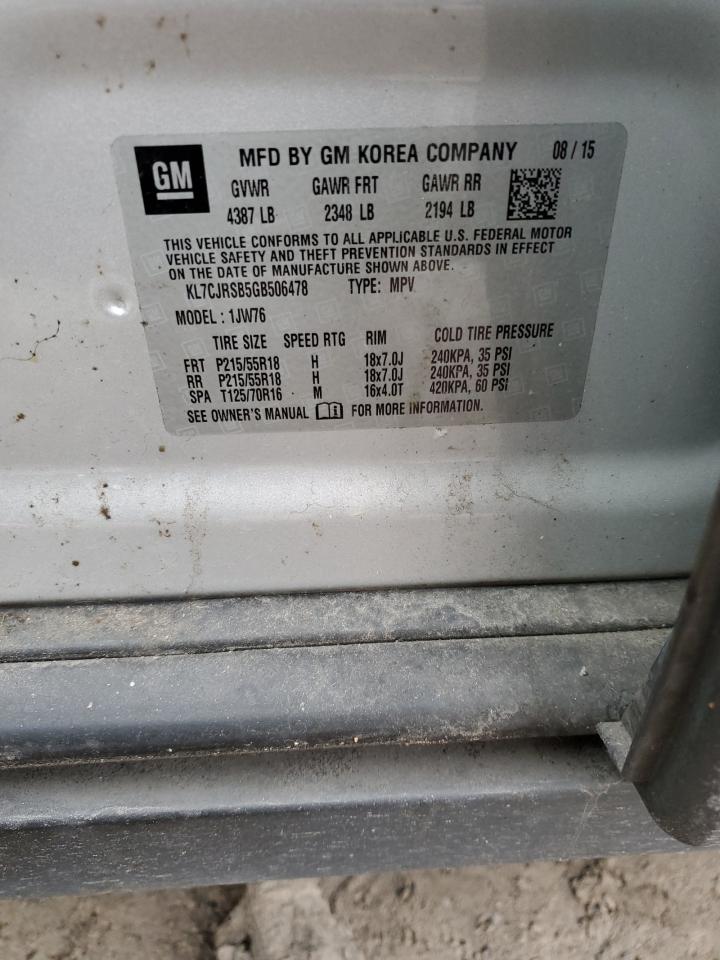 GM MFD BY GM KOREA COMPANY 08 / 15
GVWR GAWR FRT GAWR RR
4387 LB 2348 LB 2194 LB
THIS VEHICLE CONFORMS TO ALL APPLICABLE U.S. FEDERAL MOTOR
VEHICLE SAFETY AND THEFT PREVENTION STANDARDS IN EFFECT
ON THE DATE OF MANUFACTURE SHOWN ABOVE.
KL7CJRSB5GB506478 TYPE: MPV
MODEL : 1JW76
TIRE SIZE SPEED RTG RIM COLD TIRE PRESSURE
FRT P215/55R18 H 18x7.0J 240KPA, 35 PSI
RR P215/55R18 H 18x7.0J 240KPA, 35 PSI
SPA T125/70R16 M 16x4.0T 420KPA, 60 PSI
SEE OWNER'S MANUAL FOR MORE INFORMATION.